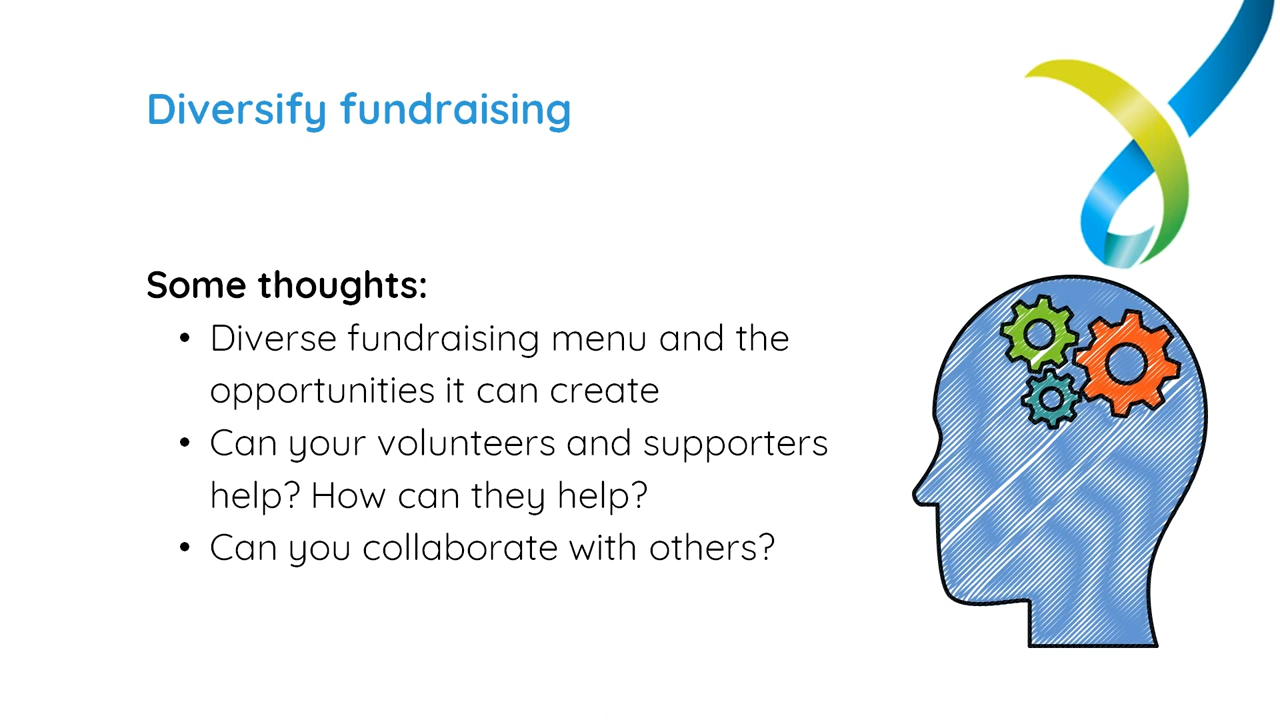 Diversify fundraising
Some thoughts:
• Diverse fundraising menu and the
opportunities it can create
• Can your volunteers and supporters
help? How can they help?
• Can you collaborate with others?